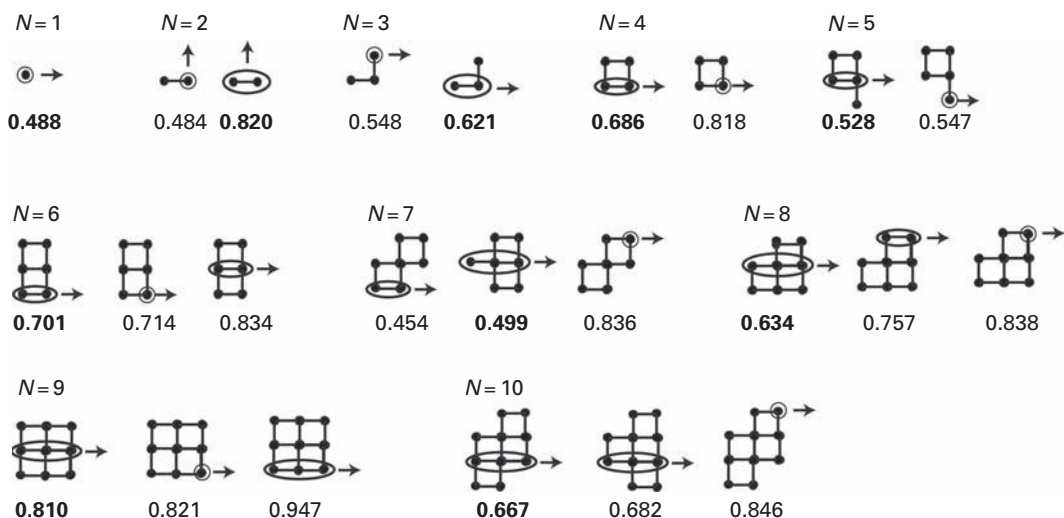 N = 1 N = 2 N = 3 N = 4 N = 5
0.488 0.484 0.820 0.548 0.621 0.686 0.818 0.528 0.547
N = 6 N = 7 N = 8
0.701 0.714 0.834 0.454 0.499 0.836 0.634 0.757 0.838
N = 9 N = 10
0.810 0.821 0.947 0.667 0.682 0.846